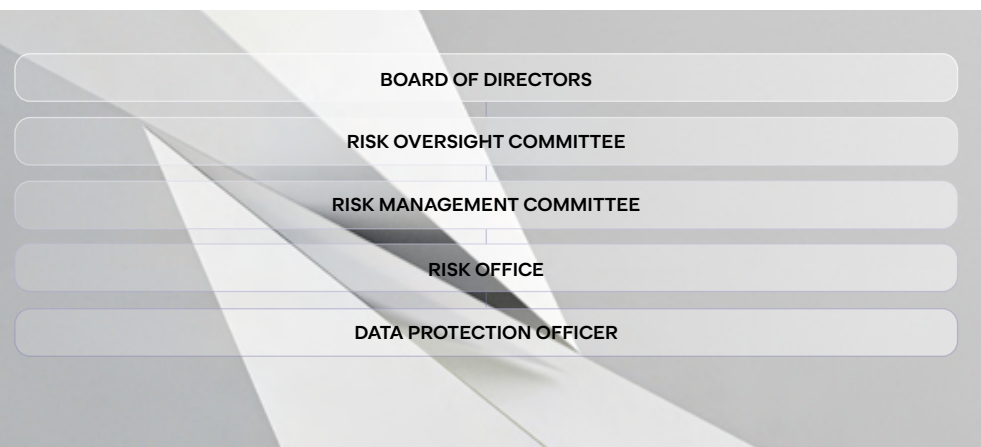 BOARD OF DIRECTORS
RISK OVERSIGHT COMMITTEE
RISK MANAGEMENT COMMITTEE
RISK OFFICE
DATA PROTECTION OFFICER